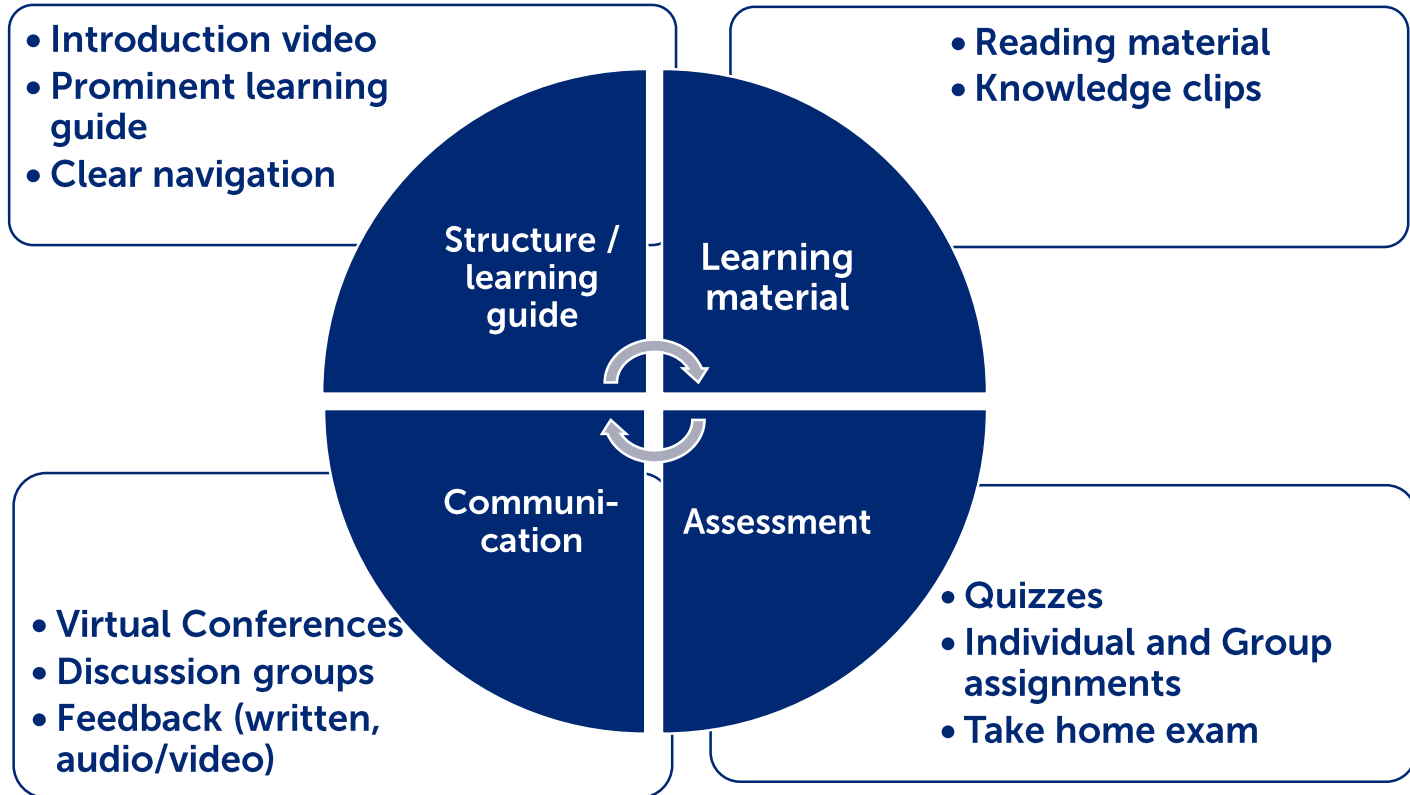 • Introduction video
• Prominent learning
guide
• Clear navigation
• Reading material
• Knowledge clips
Structure /
learning
guide
Learning
material
Communi-
cation
Assessment
• Virtual Conferences
• Discussion groups
• Feedback (written,
audio/video)
• Quizzes
• Individual and Group
assignments
• Take home exam